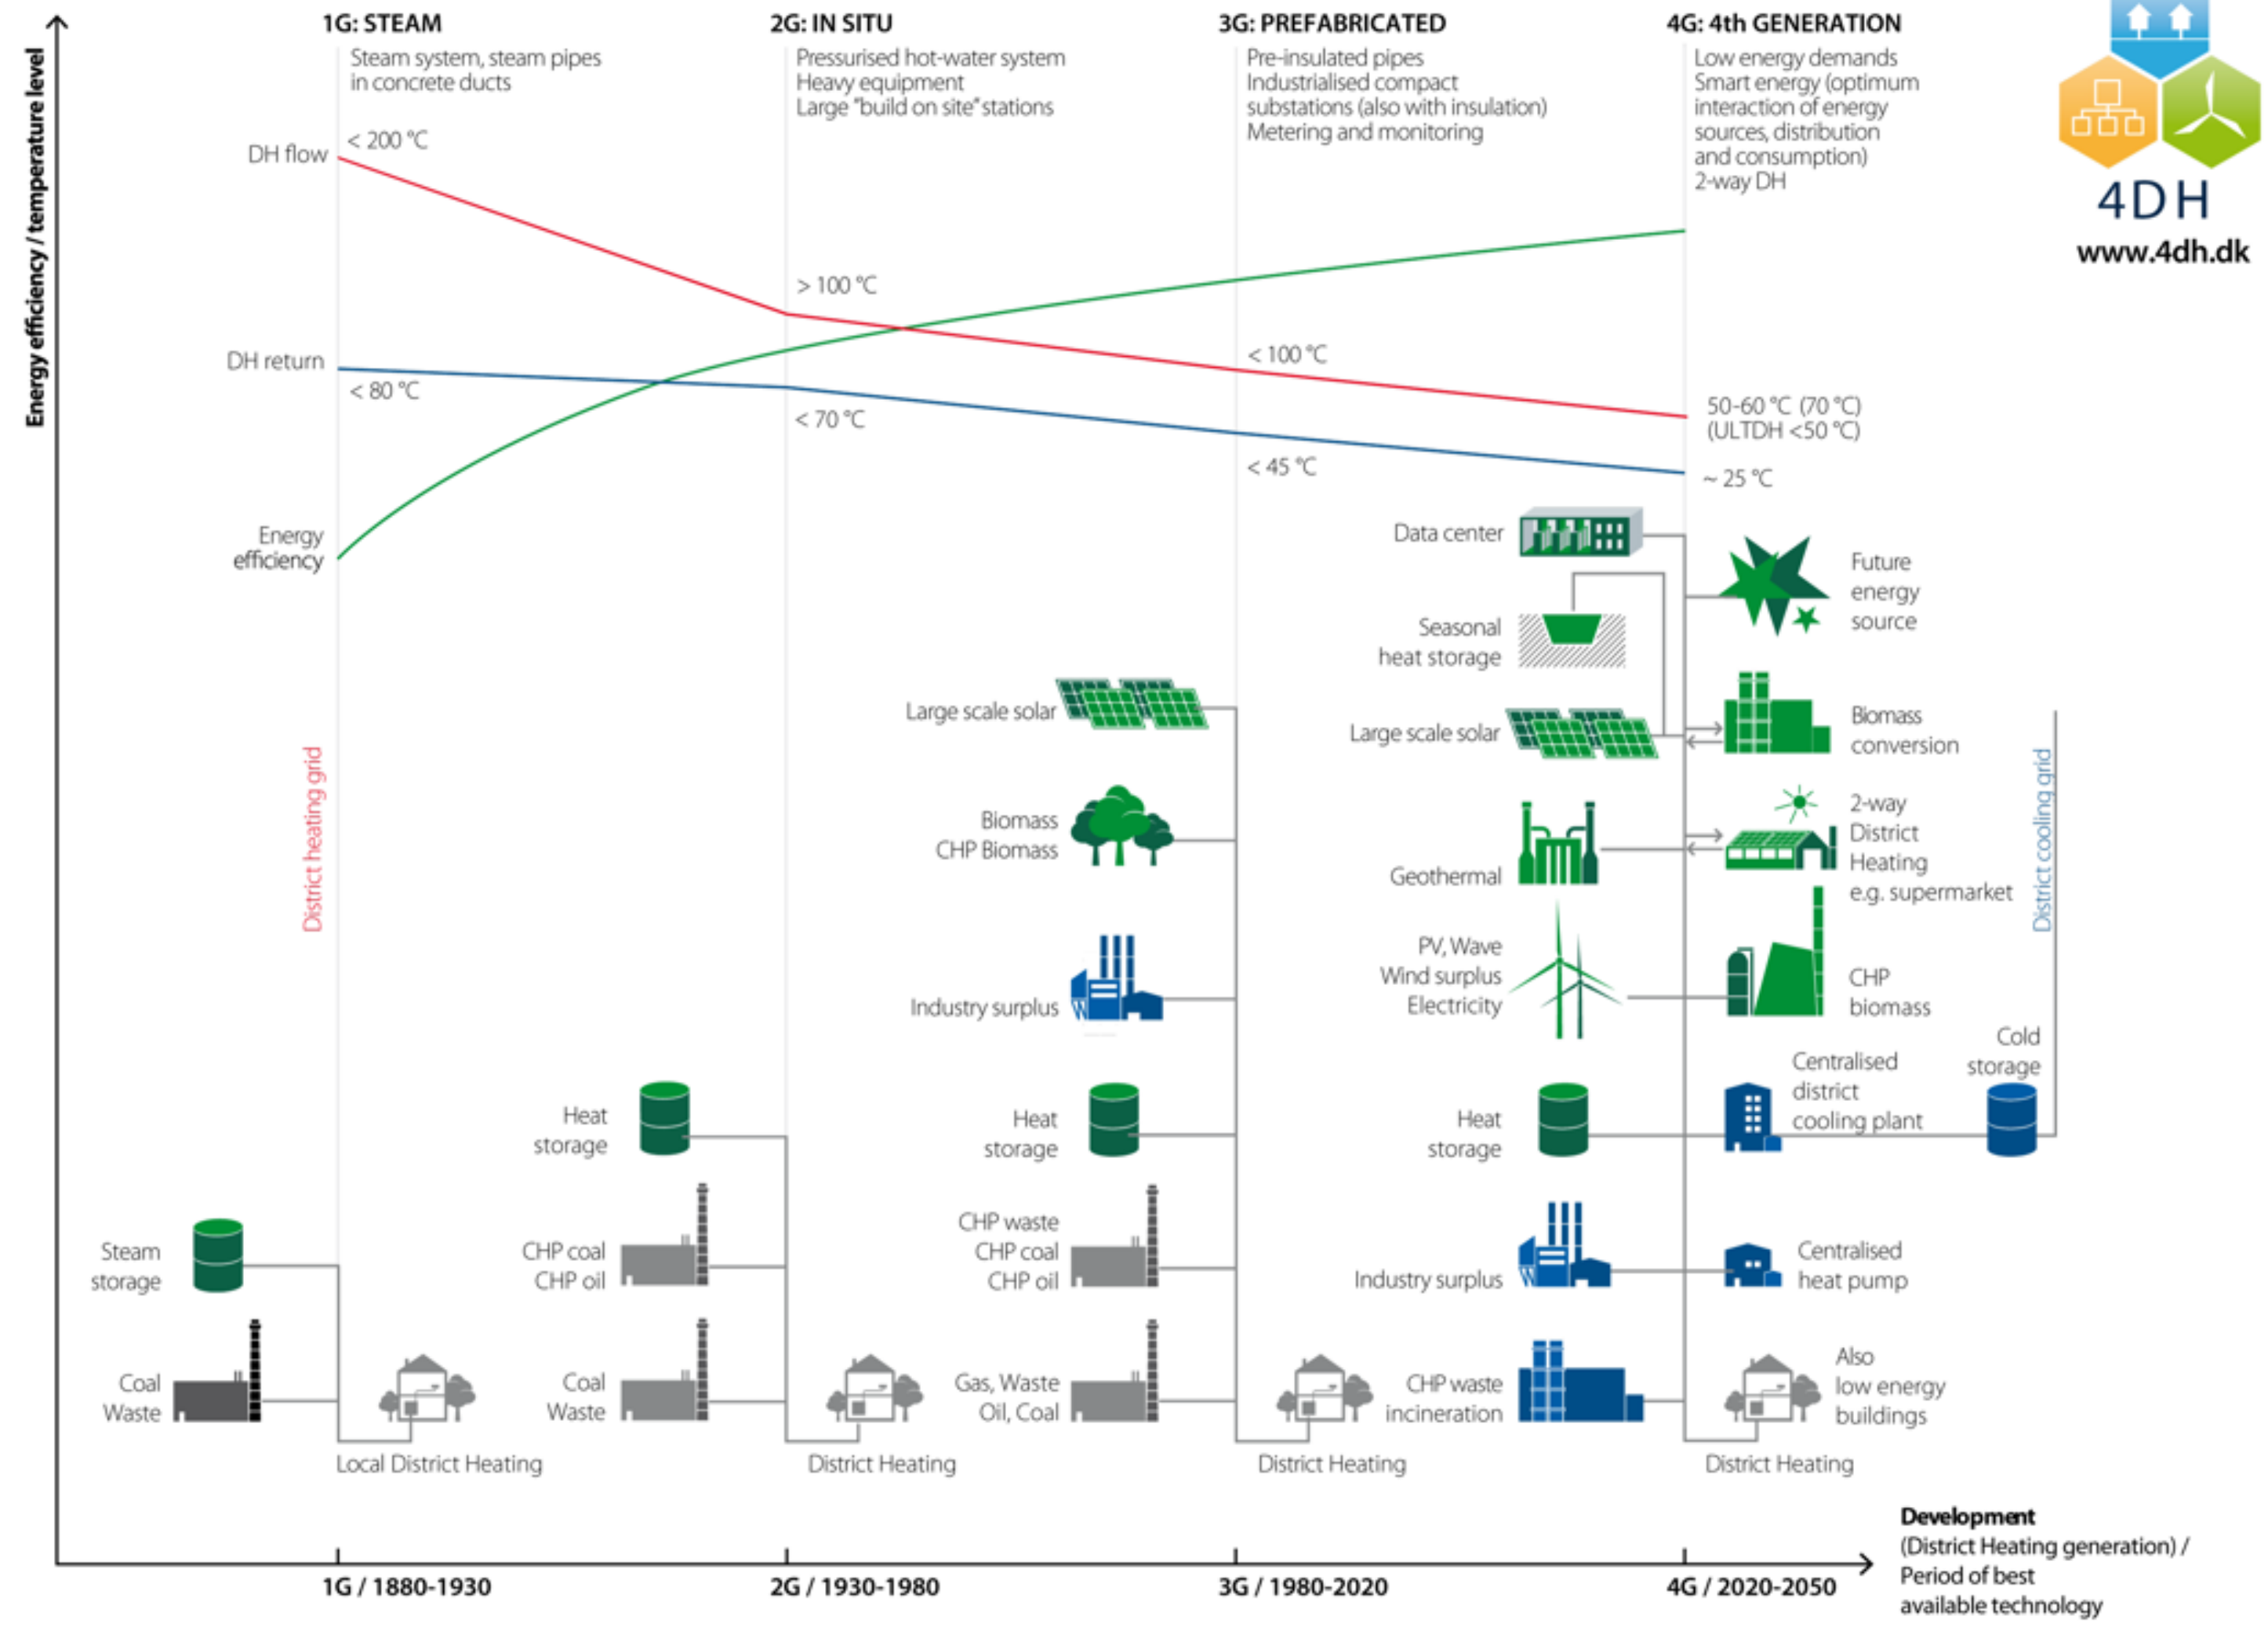 Energy efficiency / temperature level
1G: STEAM
Steam system, steam pipes
in concrete ducts
2G: IN SITU
Pressurised hot-water system
Heavy equipment
Large "build on site" stations
3G: PREFABRICATED
Pre-insulated pipes
Industrialised compact
substations (also with insulation)
Metering and monitoring
4G: 4th GENERATION
Low energy demands
Smart energy (optimum
interaction of energy
sources, distribution
and consumption)
2-way DH
4DH
www.4dh.dk
DH flow
< 200 °C
> 100 °C
< 100 °C
50-60 °C (70 °C)
(ULTDH <50 °C)
DH return
< 80 °C
< 70 °C
< 45 °C
~ 25 °C
Energy
efficiency
District heating grid
Steam
storage
Coal
Waste
Local District Heating
Heat
storage
CHP coal
CHP oil
Coal
Waste
District Heating
Large scale solar
Biomass
CHP Biomass
Industry surplus
Heat
storage
CHP waste
CHP coal
CHP oil
Gas, Waste
Oil, Coal
District Heating
Data center
Seasonal
heat storage
Large scale solar
Geothermal
PV, Wave
Wind surplus
Electricity
Heat
storage
Industry surplus
CHP waste
incineration
Future
energy
source
Biomass
conversion
2-way
District
Heating
e.g. supermarket
CHP
biomass
Centralised
district
cooling plant
Cold
storage
District cooling grid
Centralised
heat pump
Also
low energy
buildings
District Heating
1G / 1880-1930
2G / 1930-1980
3G / 1980-2020
4G / 2020-2050
Development
(District Heating generation) /
Period of best
available technology